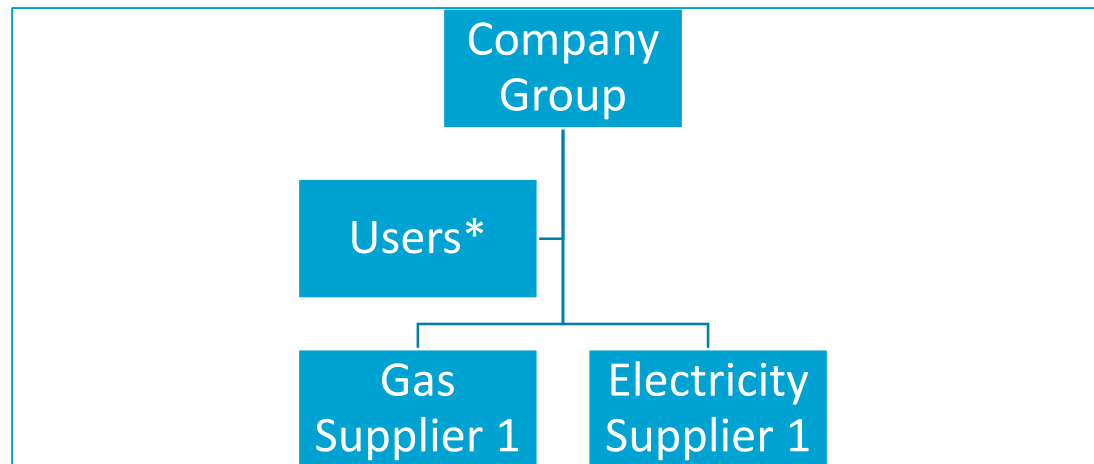 Company
Group
Users*
Gas
Supplier 1
Electricity
Supplier 1